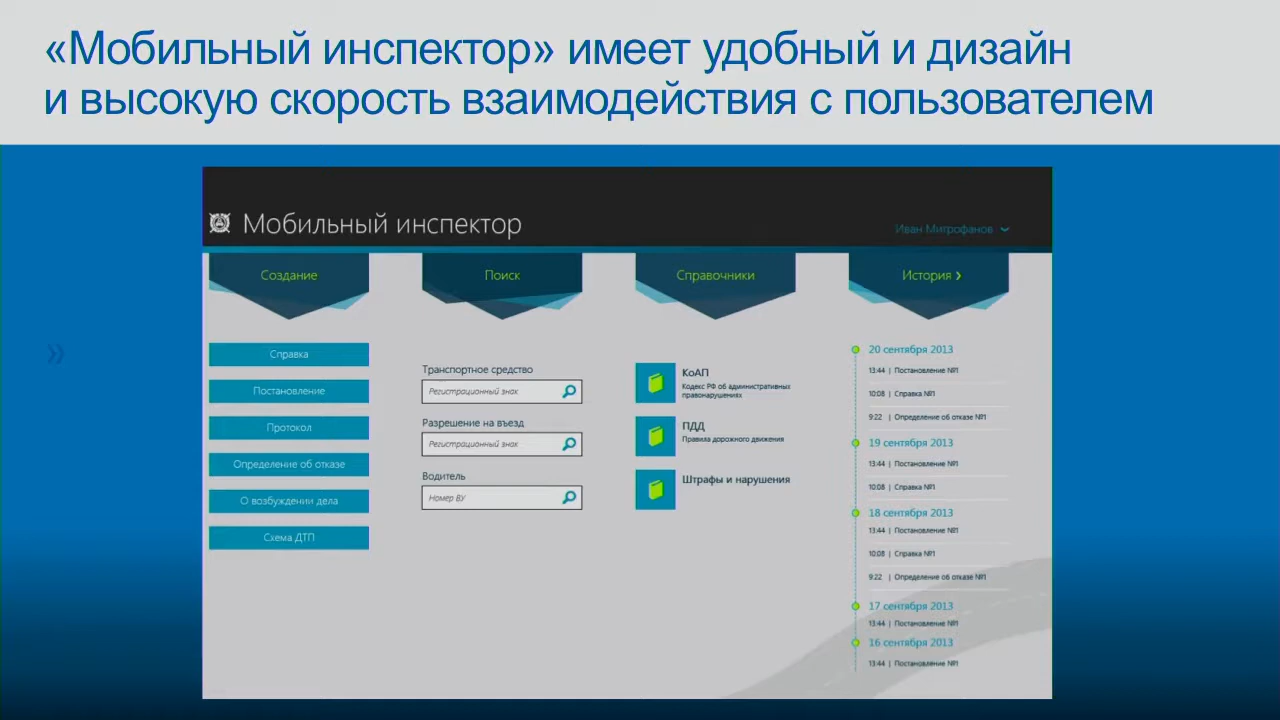 «Мобильный инспектор» имеет удобный и дизайн
и высокую скорость взаимодействия с пользователем
»
Мобильный инспектор
Иван Митрофанов
Создание
Справка
Постановление
Протокол
Определение об отказе
О возбуждении дела
Схема ДТП
Поиск
Транспортное средство
Регистрационный знак
Разрешение на въезд
Регистрационный знак
Водитель
Номер ВУ
Справочники
КоАП
Кодекс РФ об административных
правонарушениях
ПДД
Правила дорожного движения
Штрафы и нарушения
История
20 сентября 2013
13:44 | Постановление №1
10:08 | Справка №1
9:22 | Определение об отказе №1
19 сентября 2013
13:44 | Постановление №1
10:08 | Справка №1
18 сентября 2013
13:44 | Постановление №1
10:08 | Справка №1
9:22 | Определение об отказе №1
17 сентября 2013
13:44 | Постановление №1
16 сентября 2013
13:44 | Постановление №1